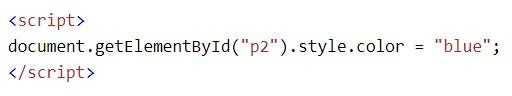 <script>
document.getElementById("p2").style.color = "blue";
</script>